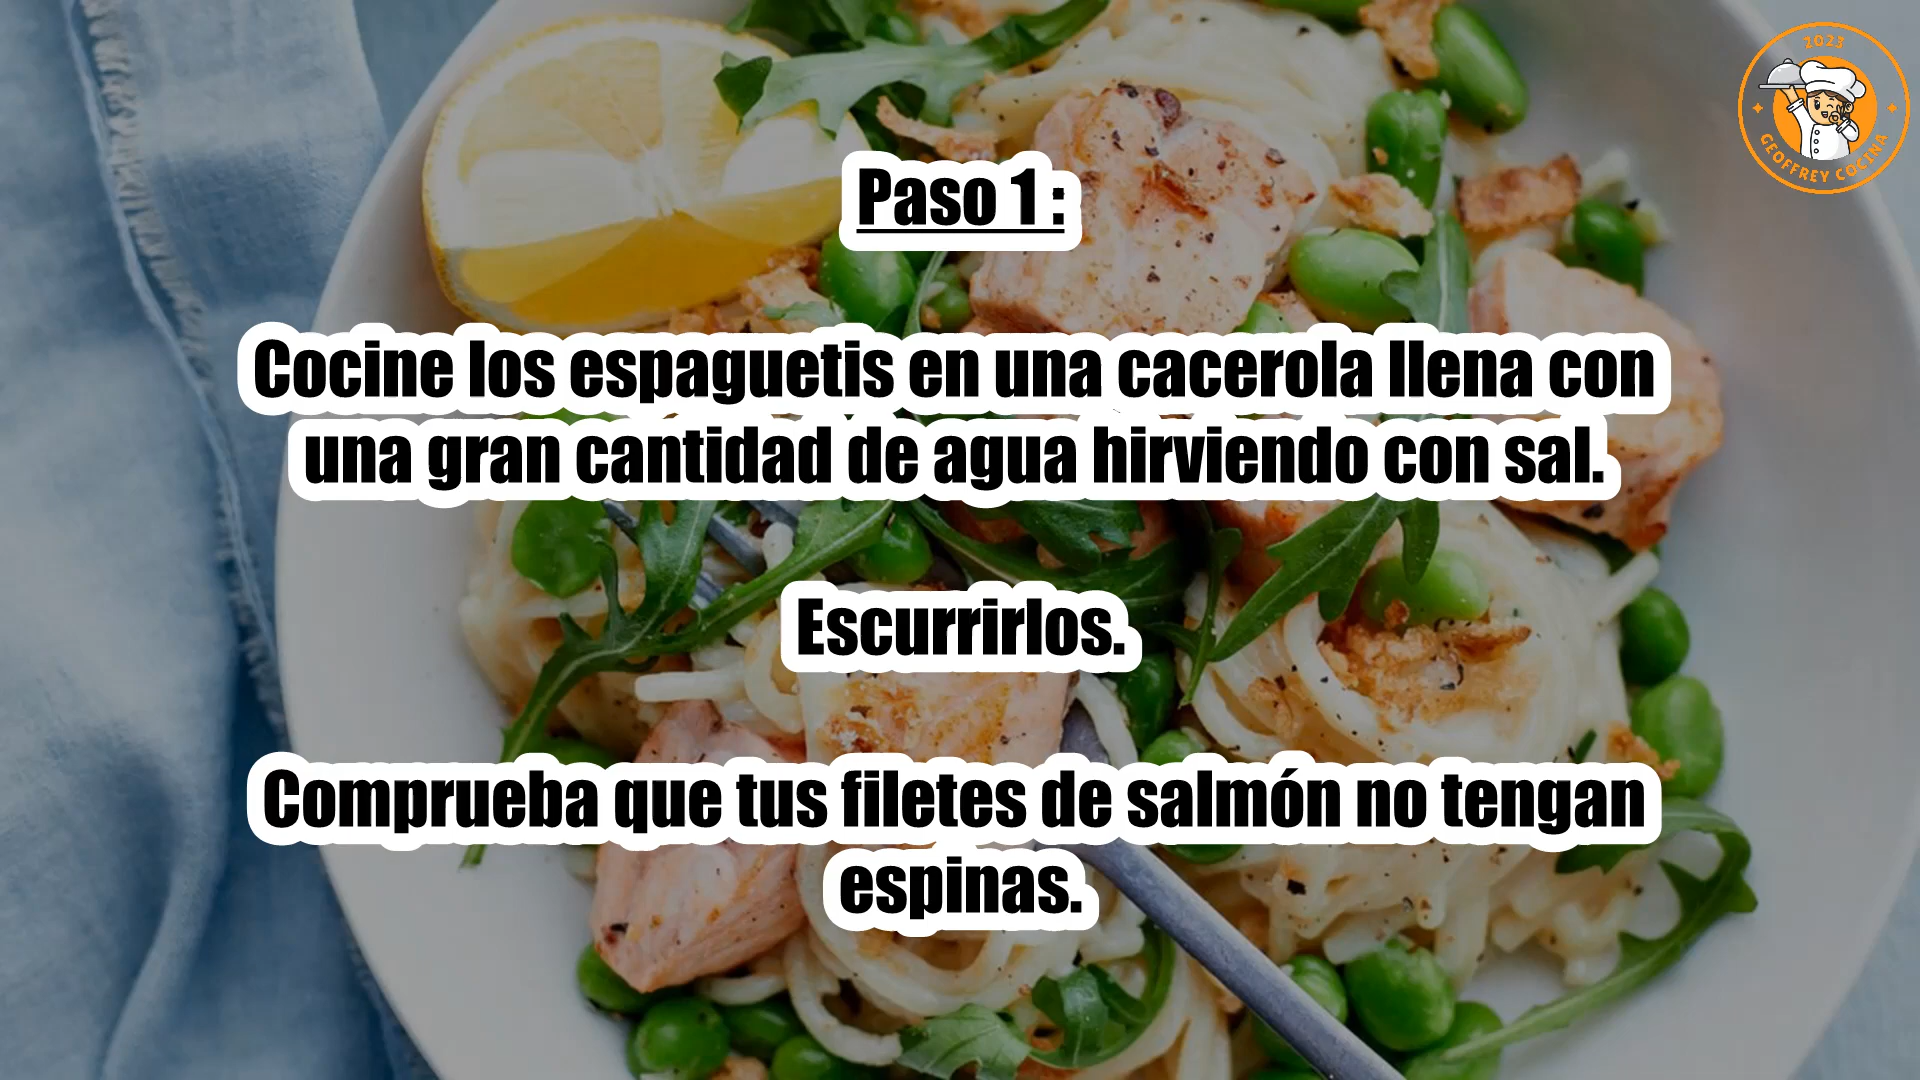 2023
GEOFFREY COCINA
Paso 1 :
Cocine los espaguetis en una cacerola llena con
una gran cantidad de agua hirviendo con sal.
Escurrirlos.
Comprueba que tus filetes de salmón no tengan
espinas.